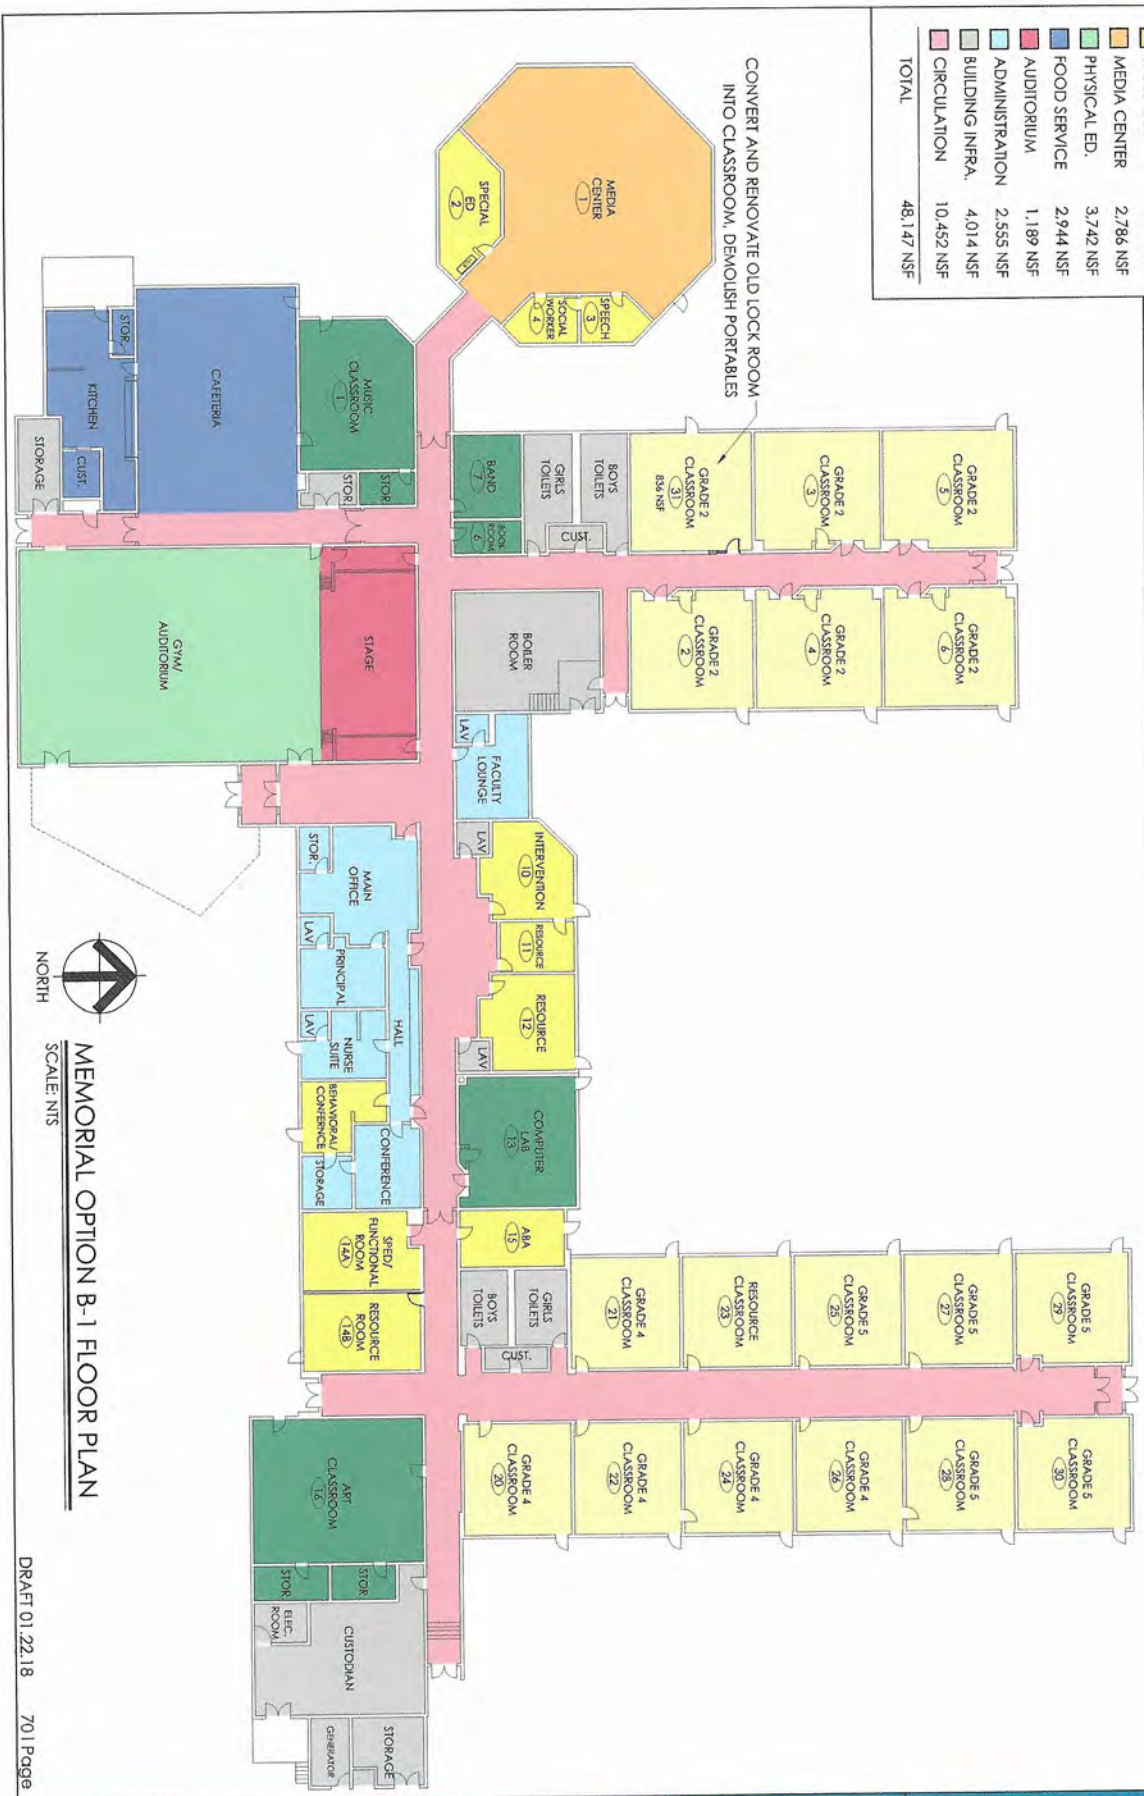 MEDIA CENTER 2,786 NSF
PHYSICAL ED. 3,742 NSF
FOOD SERVICE 2,944 NSF
AUDITORIUM 1,189 NSF
ADMINISTRATION 2,555 NSF
BUILDING INFRA. 4,014 NSF
CIRCULATION 10,452 NSF
TOTAL 48,147 NSF
CONVERT AND RENOVATE OLD LOCK ROOM
INTO CLASSROOM, DEMOLISH PORTABLES
MEDIA
CENTER
1
SPECIAL
ED
2
SPEECH
3
SOCIAL
WORKER
4
GRADE 2
CLASSROOM
5
GRADE 2
CLASSROOM
3
GRADE 2
CLASSROOM
31
836 NSF
BOYS
TOILETS
GIRLS
TOILETS
CUST.
BAND
7
BOOK
ROOM
6
GRADE 2
CLASSROOM
6
GRADE 2
CLASSROOM
4
GRADE 2
CLASSROOM
2
BOILER
ROOM
MUSIC
CLASSROOM
1
STOR.
STOR.
CAFETERIA
STOR.
KITCHEN
CUST.
STORAGE
STAGE
GYM/
AUDITORIUM
LAV
FACULTY
LOUNGE
LAV
INTERVENTION
10
RESOURCE
11
RESOURCE
12
LAV
COMPUTER
LAB
13
STOR.
MAIN
OFFICE
LAV
PRINCIPAL
HALL
LAV
NURSE
SUITE
BEHAVIORAL/
CONFERNCE
CONFERENCE
STORAGE
SPED/
FUNCTIONAL
ROOM
14A
RESOURCE
ROOM
14B
ABA
15
GIRLS
TOILETS
BOYS
TOILETS
CUST.
GRADE 5
CLASSROOM
29
GRADE 5
CLASSROOM
27
GRADE 5
CLASSROOM
25
RESOURCE
CLASSROOM
23
GRADE 4
CLASSROOM
21
GRADE 5
CLASSROOM
30
GRADE 5
CLASSROOM
28
GRADE 4
CLASSROOM
26
GRADE 4
CLASSROOM
24
GRADE 4
CLASSROOM
22
GRADE 4
CLASSROOM
20
ART
CLASSROOM
16
STOR.
STOR.
ELEC.
ROOM
CUSTODIAN
STORAGE
GENERATOR
NORTH
MEMORIAL OPTION B-1 FLOOR PLAN
SCALE: NTS
DRAFT 01.22.18 701Page